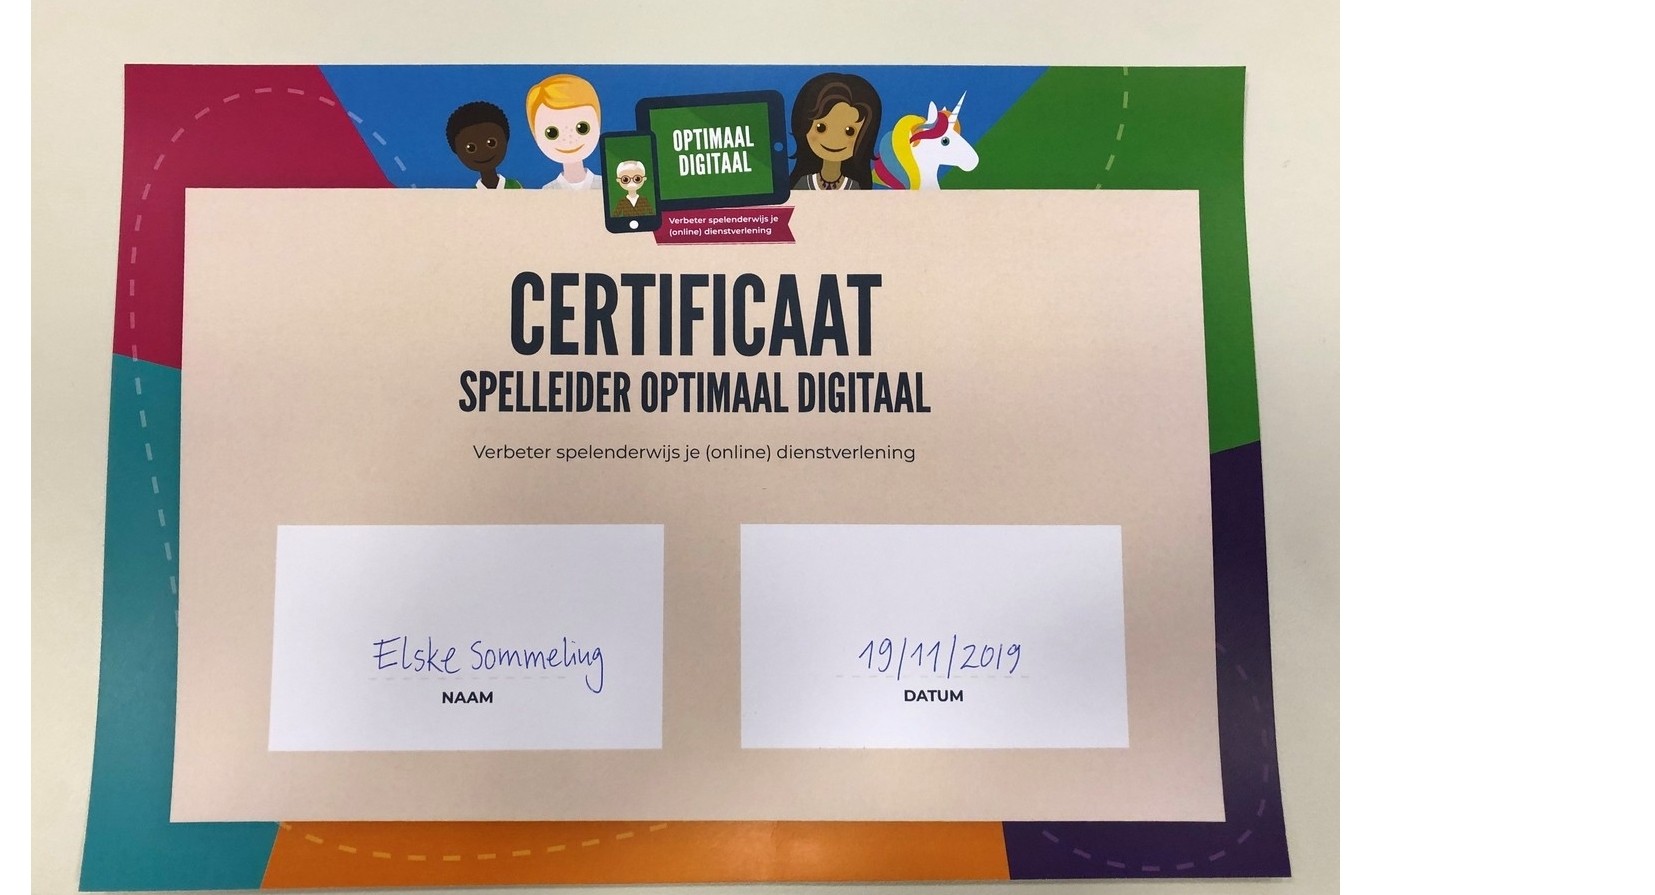 OPTIMAAL
DIGITAAL
Verbeter spelenderwijs je
(online) dienstverlening
CERTIFICAAT
SPELLEIDER OPTIMAAL DIGITAAL
Verbeter spelenderwijs je (online) dienstverlening
Elske Sommeling
NAAM
19/11/2019
DATUM